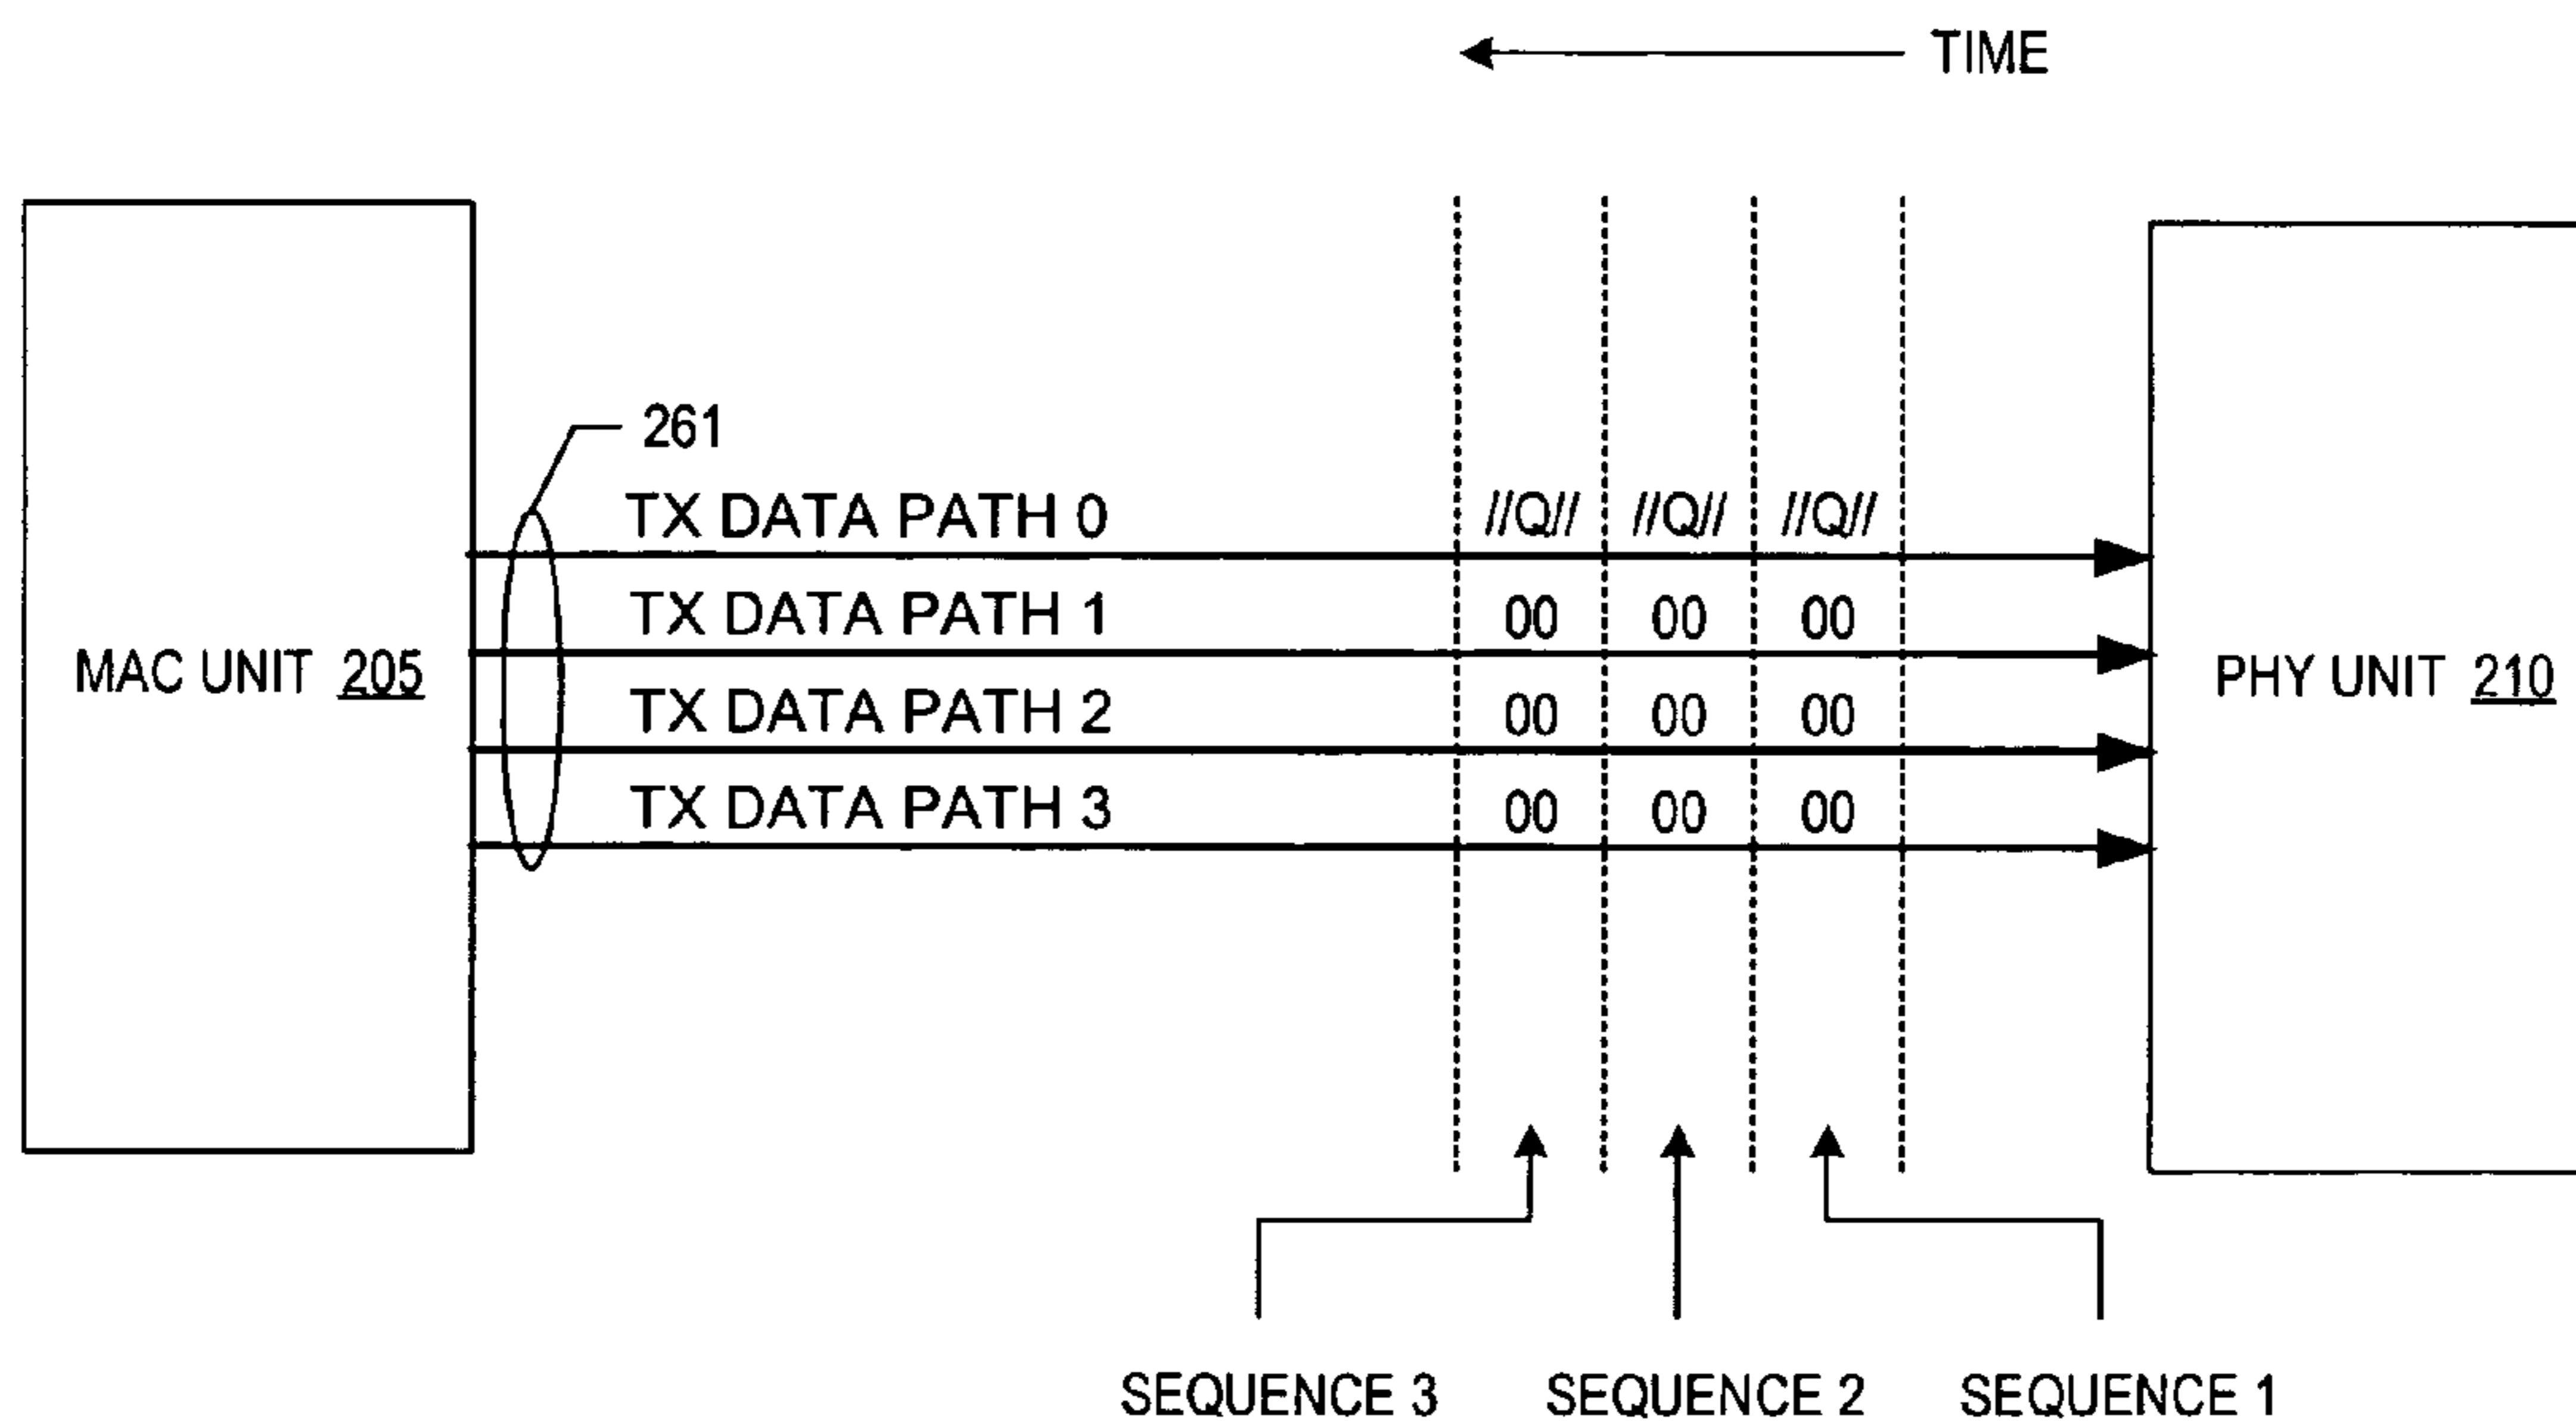 TIME
261
TX DATA PATH 0 //Q// //Q// //Q//
TX DATA PATH 1 00 00 00
MAC UNIT 205
PHY UNIT 210
TX DATA PATH 2 00 00 00
TX DATA PATH 3 00 00 00
SEQUENCE 3 SEQUENCE 2 SEQUENCE 1